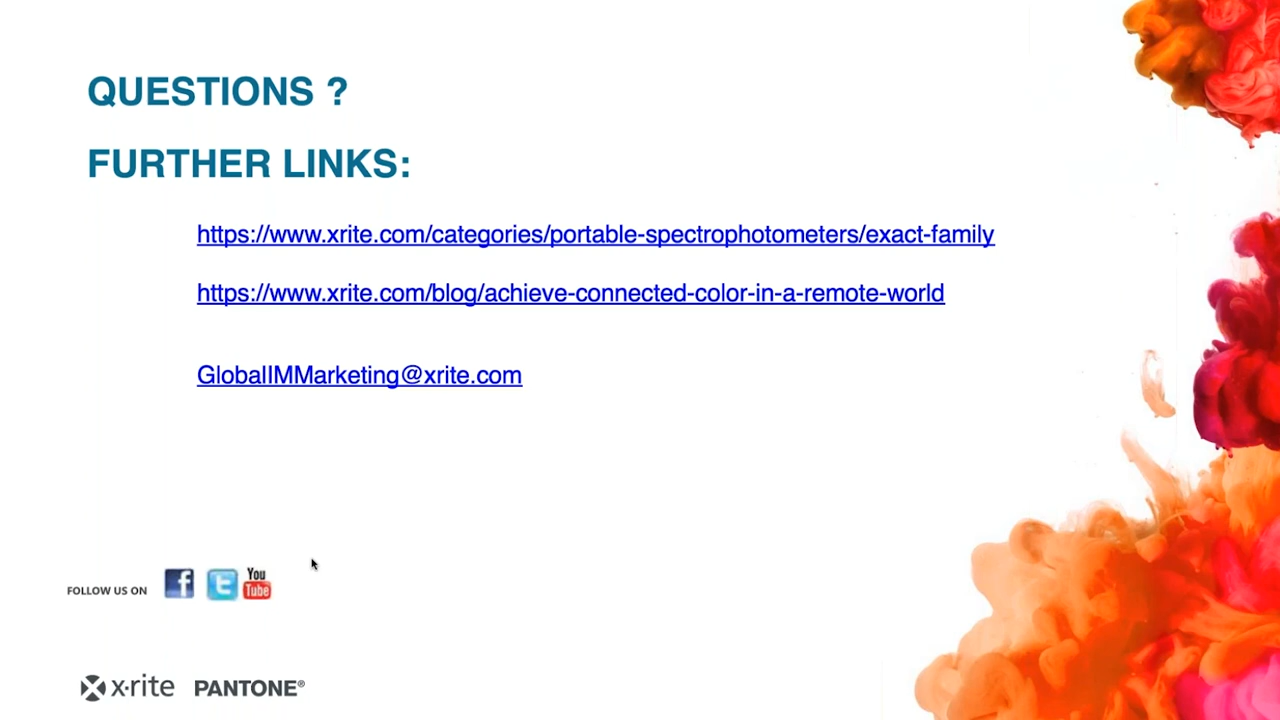 QUESTIONS ?
FURTHER LINKS:
https://www.xrite.com/categories/portable-spectrophotometers/exact-family
https://www.xrite.com/blog/achieve-connected-color-in-a-remote-world
GlobalIMMarketing@xrite.com
FOLLOW US ON f t You Tube
x·rite PANTONE®